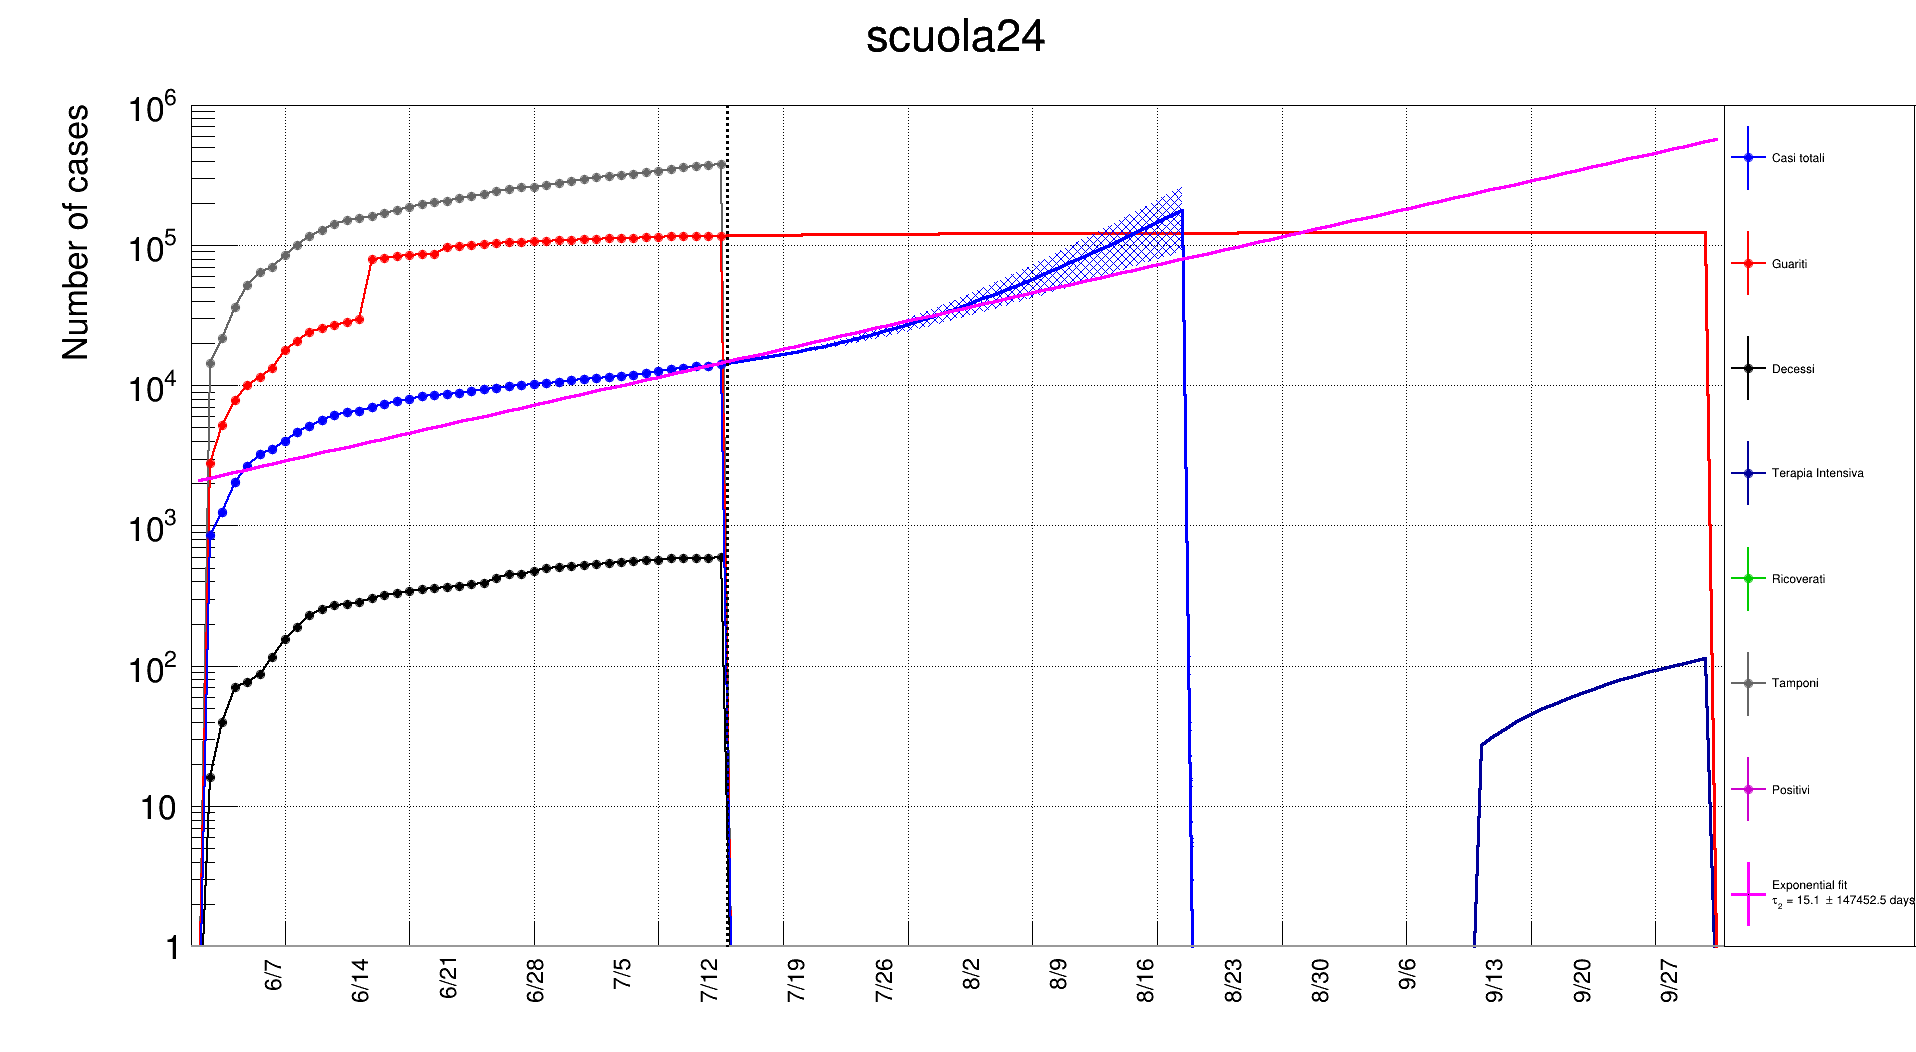 scuola24
Number of cases
10^6
10^5
10^4
10^3
10^2
10
1
6/7
6/14
6/21
6/28
7/5
7/12
7/19
7/26
8/2
8/9
8/16
8/23
8/30
9/6
9/13
9/20
9/27
Casi totali
Guariti
Decessi
Terapia Intensiva
Ricoverati
Tamponi
Positivi
Exponential fit
τ_2 = 15.1 ± 147452.5 days